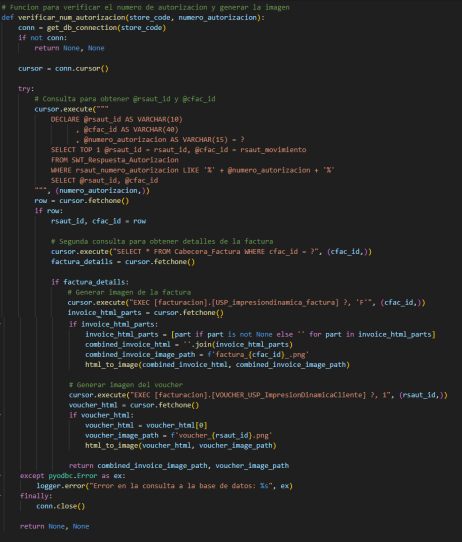 # Funcion para verificar el numero de autorizacion y generar la imagen
def verificar_num_autorizacion(store_code, numero_autorizacion):
    conn = get_db_connection(store_code)
    if not conn:
        return None, None

    cursor = conn.cursor()

    try:
        # Consulta para obtener @rsaut_id y @cfac_id
        cursor.execute("""
            DECLARE @rsaut_id AS VARCHAR(10)
                  , @cfac_id AS VARCHAR(40)
                  , @numero_autorizacion AS VARCHAR(15) = ?
            SELECT TOP 1 @rsaut_id = rsaut_id, @cfac_id = rsaut_movimiento
            FROM SWT_Respuesta_Autorizacion
            WHERE rsaut_numero_autorizacion LIKE '%' + @numero_autorizacion + '%'
            SELECT @rsaut_id, @cfac_id
        """, (numero_autorizacion,))
        row = cursor.fetchone()
        if row:
            rsaut_id, cfac_id = row

            # Segunda consulta para obtener detalles de la factura
            cursor.execute("SELECT * FROM Cabecera_Factura WHERE cfac_id = ?", (cfac_id,))
            factura_details = cursor.fetchone()

            if factura_details:
                # Generar imagen de la factura
                cursor.execute("EXEC [facturacion].[USP_impresiondinamica_factura] ?, 'F'", (cfac_id,))
                invoice_html_parts = cursor.fetchone()
                if invoice_html_parts:
                    invoice_html_parts = [part if part is not None else '' for part in invoice_html_parts]
                    combined_invoice_html = ''.join(invoice_html_parts)
                    combined_invoice_image_path = f'factura_{cfac_id}_.png'
                    html_to_image(combined_invoice_html, combined_invoice_image_path)

                # Generar imagen del voucher
                cursor.execute("EXEC [facturacion].[VOUCHER_USP_ImpresionDinamicaCliente] ?, 1", (rsaut_id,))
                voucher_html = cursor.fetchone()
                if voucher_html:
                    voucher_html = voucher_html[0]
                    voucher_image_path = f'voucher_{rsaut_id}.png'
                    html_to_image(voucher_html, voucher_image_path)

                return combined_invoice_image_path, voucher_image_path
    except pyodbc.Error as ex:
        logger.error("Error en la consulta a la base de datos: %s", ex)
    finally:
        conn.close()

    return None, None